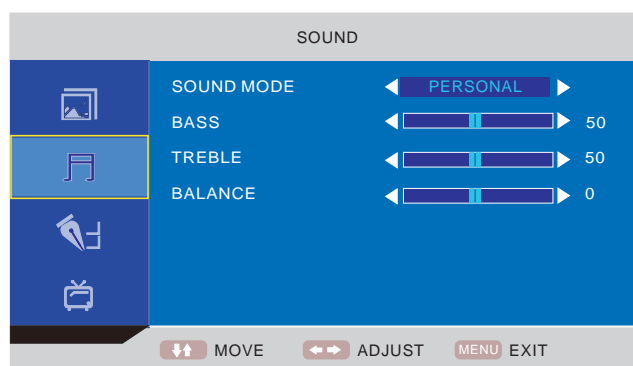 SOUND
SOUND MODE PERSONAL
BASS 50
TREBLE 50
BALANCE 0
MOVE ADJUST MENU EXIT